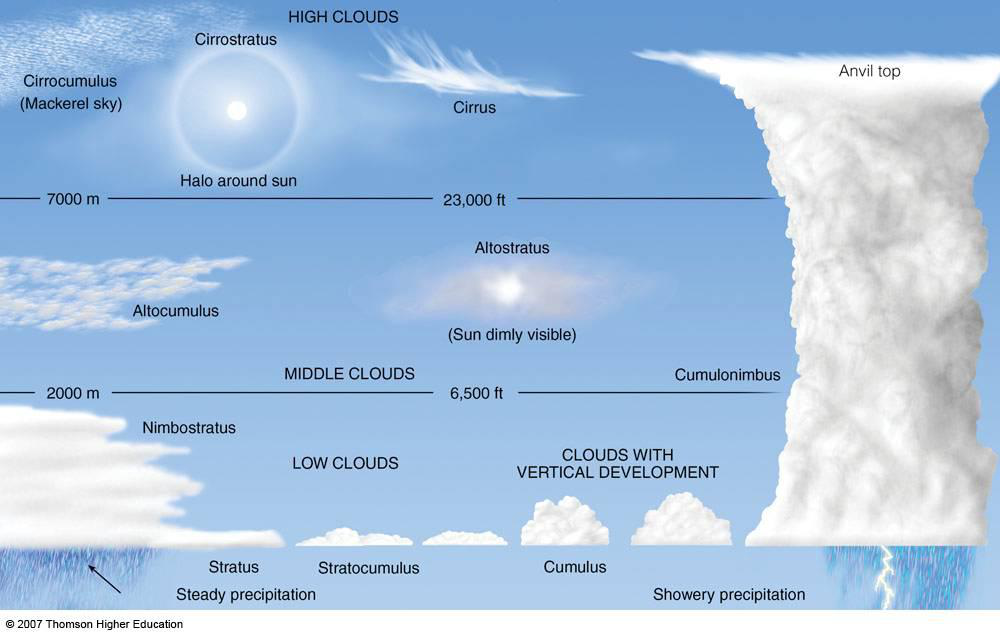 HIGH CLOUDS
Cirrostratus
Cirrocumulus
(Mackerel sky)
Cirrus
Anvil top
Halo around sun
7000 m
23,000 ft
Altostratus
Altocumulus
(Sun dimly visible)
MIDDLE CLOUDS
Cumulonimbus
2000 m
6,500 ft
Nimbostratus
LOW CLOUDS
CLOUDS WITH
VERTICAL DEVELOPMENT
Stratus
Stratocumulus
Cumulus
Steady precipitation
Showery precipitation
© 2007 Thomson Higher Education